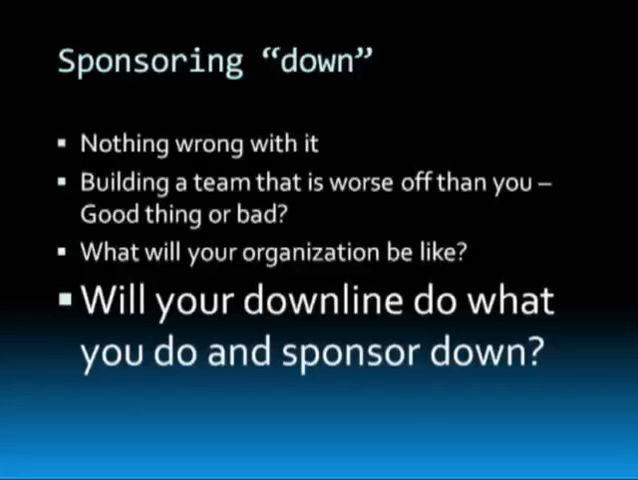 Sponsoring “down”
▪ Nothing wrong with it
▪ Building a team that is worse off than you –
Good thing or bad?
▪ What will your organization be like?
▪ Will your downline do what
you do and sponsor down?